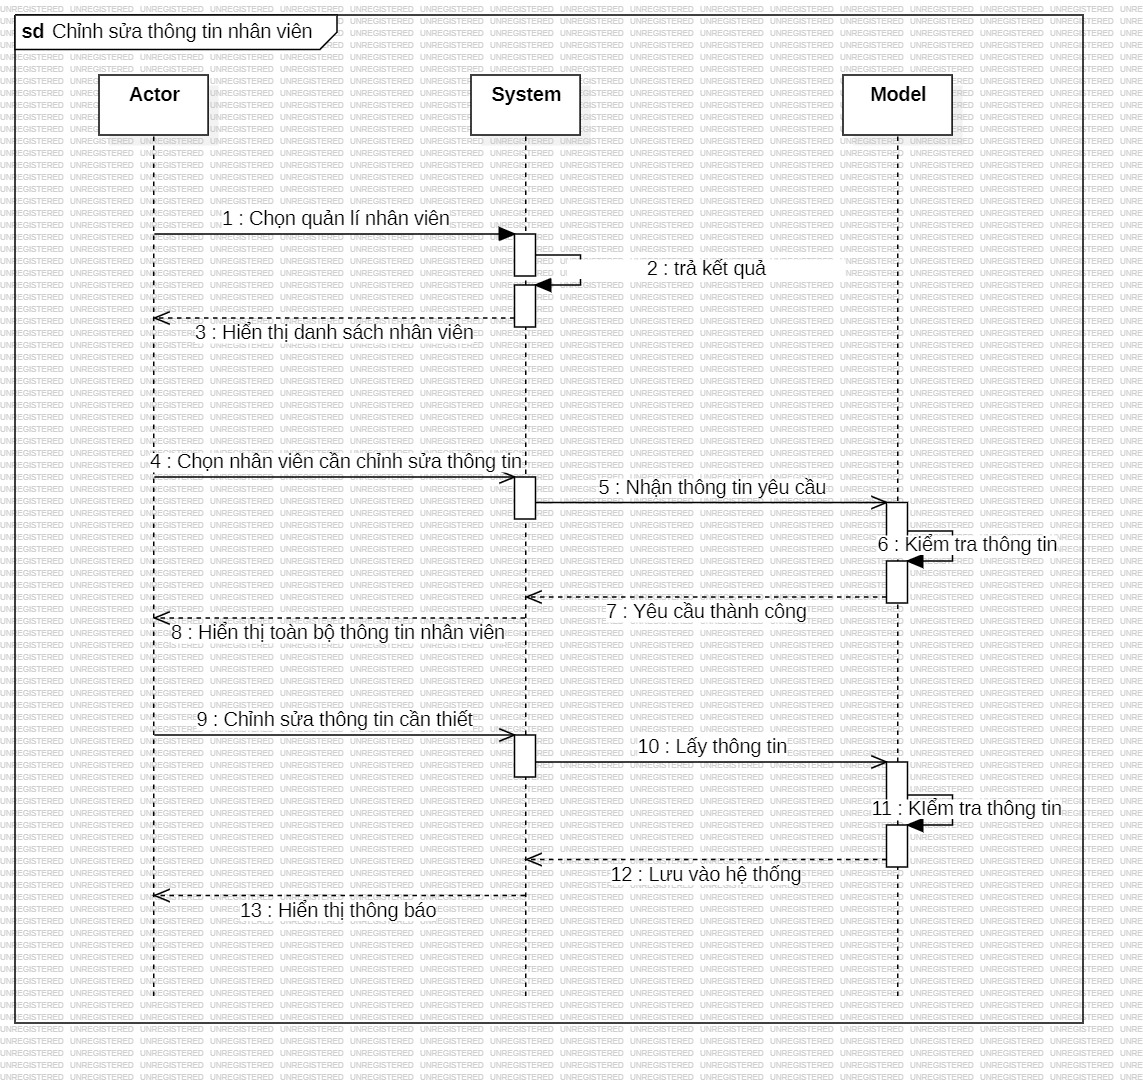 sd Chỉnh sửa thông tin nhân viên
Actor
System
Model
1 : Chọn quản lí nhân viên
2 : trả kết quả
3 : Hiển thị danh sách nhân viên
4 : Chọn nhân viên cần chỉnh sửa thông tin
5 : Nhận thông tin yêu cầu
6 : Kiểm tra thông tin
7 : Yêu cầu thành công
8 : Hiển thị toàn bộ thông tin nhân viên
9 : Chỉnh sửa thông tin cần thiết
10 : Lấy thông tin
11 : KIểm tra thông tin
12 : Lưu vào hệ thống
13 : Hiển thị thông báo
UNREGISTERED